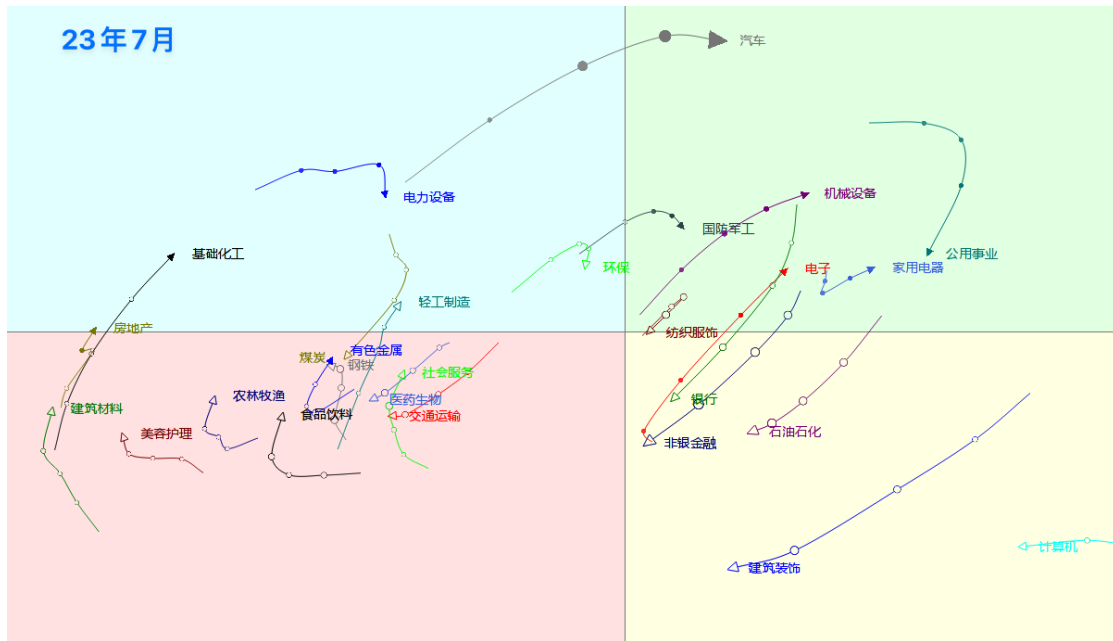 23年7月
汽车
电力设备
机械设备
国防军工
基础化工
环保
电子
家用电器
公用事业
轻工制造
房地产
纺织服饰
煤炭
有色金属
钢铁
社会服务
农林牧渔
医药生物
银行
建筑材料
食品饮料
交通运输
美容护理
石油石化
非银金融
计算机
建筑装饰